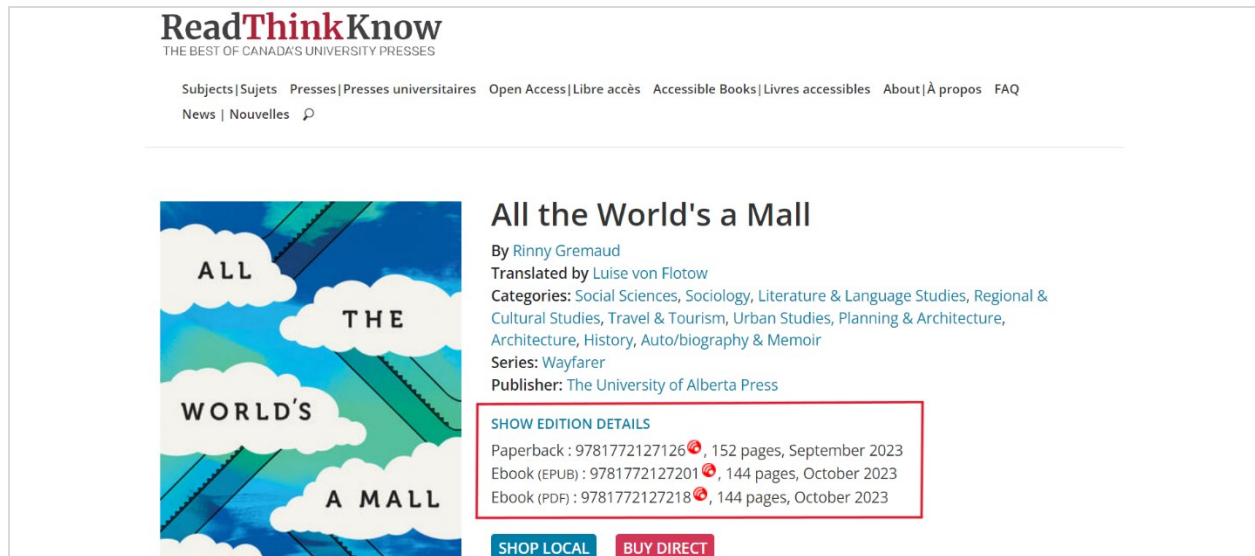 ReadThinkKnow
THE BEST OF CANADA'S UNIVERSITY PRESSES
Subjects|Sujets Presses|Presses universitaires Open Access|Libre accès Accessible Books|Livres accessibles About|À propos FAQ
News | Nouvelles
ALL
THE
WORLD'S
A MALL
All the World's a Mall
By Rinny Gremaud
Translated by Luise von Flotow
Categories: Social Sciences, Sociology, Literature & Language Studies, Regional &
Cultural Studies, Travel & Tourism, Urban Studies, Planning & Architecture,
Architecture, History, Auto/biography & Memoir
Series: Wayfarer
Publisher: The University of Alberta Press
SHOW EDITION DETAILS
Paperback : 9781772127126, 152 pages, September 2023
Ebook (EPUB) : 9781772127201, 144 pages, October 2023
Ebook (PDF) : 9781772127218, 144 pages, October 2023
SHOP LOCAL BUY DIRECT